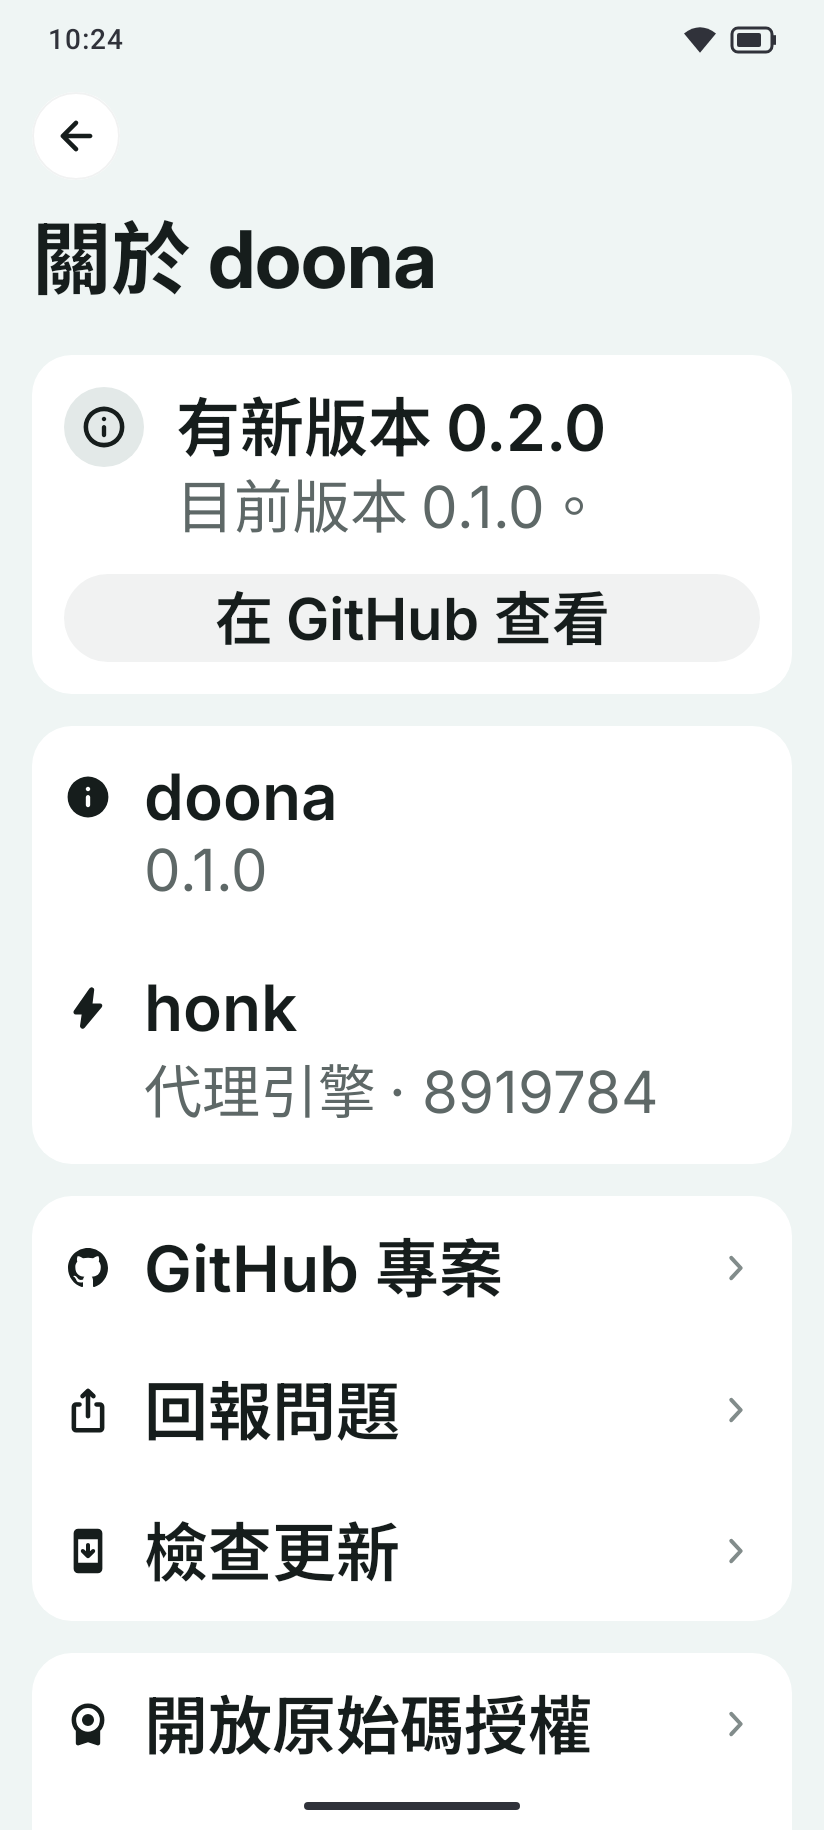 10:24
關於 doona
有新版本 0.2.0
目前版本 0.1.0。
在 GitHub 查看
doona
0.1.0
honk
代理引擎 · 8919784
GitHub 專案
回報問題
檢查更新
開放原始碼授權